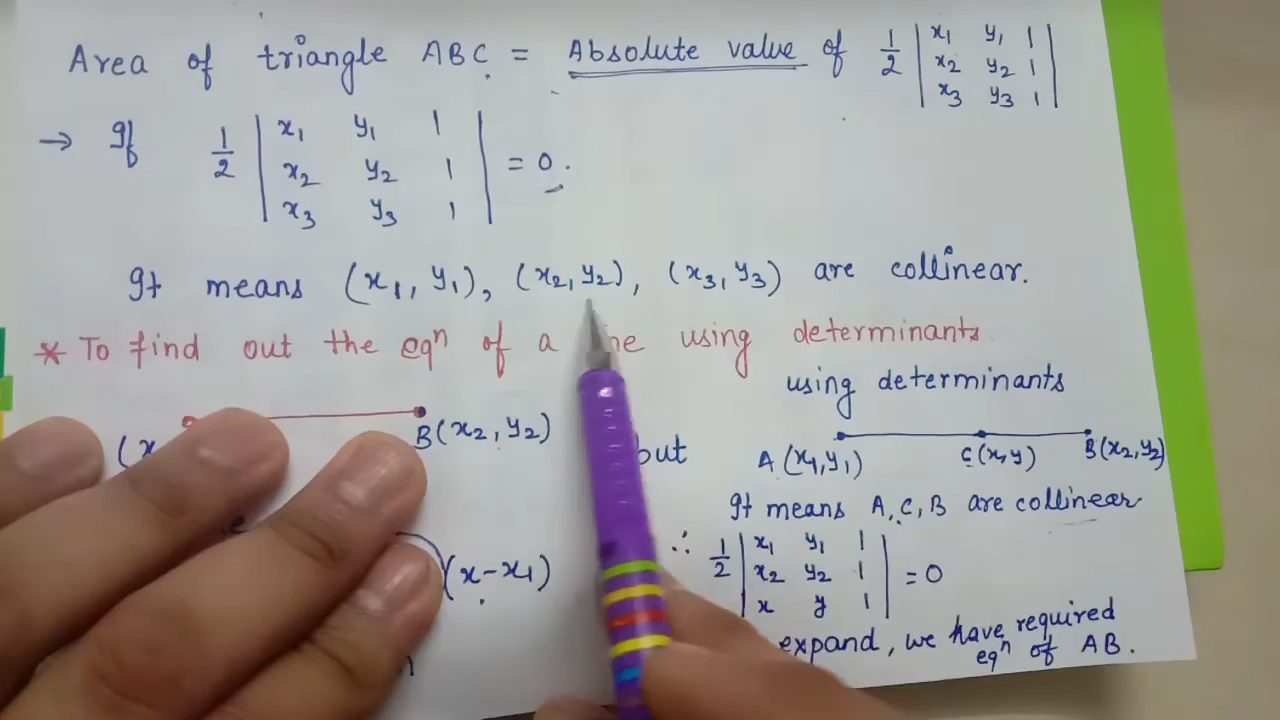 Area of triangle ABC = Absolute value of 1/2 | x₁ y₁ 1 |
| x₂ y₂ 1 |
| x₃ y₃ 1 |
→ If 1/2 | x₁ y₁ 1 |
| x₂ y₂ 1 | = 0.
| x₃ y₃ 1 |
It means (x₁, y₁), (x₂, y₂), (x₃, y₃) are collinear.
* To find out the eqⁿ of a using determinants
B(x₂, y₂)
(x
(x-x₁)
but
using determinants
A (x₁,y₁) C(x,y) B(x₂,y₂)
It means A, C, B are collinear
∴ 1/2 | x₁ y₁ 1 |
| x₂ y₂ 1 | = 0
| x y 1 |
expand, we have required
eqⁿ of AB.